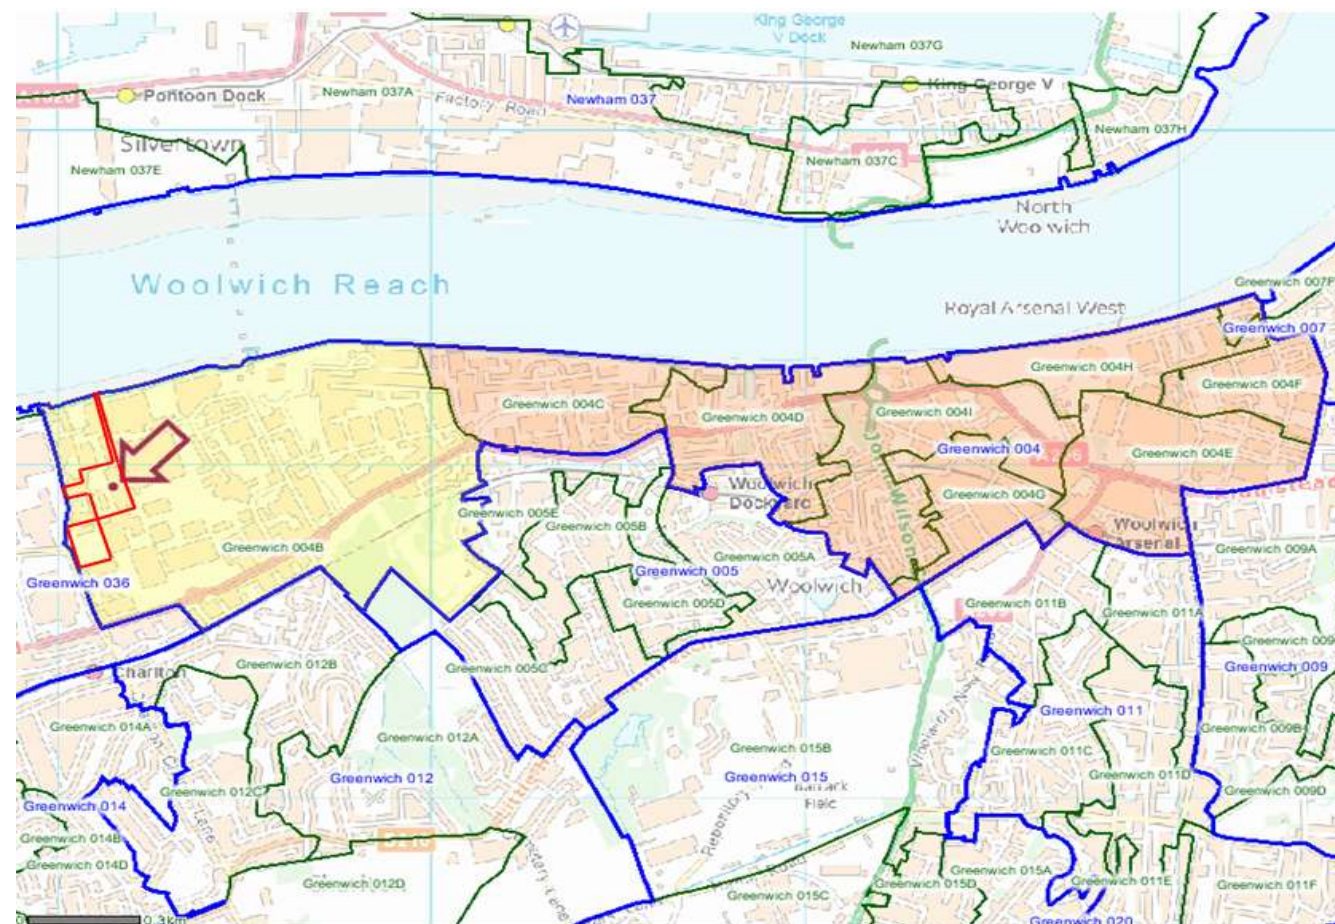 King George
V Dock
Newham 037G
Pontoon Dock
Newham 037A
Factory Road
Newham 037
King George V
Silvertown
Newham 037H
Newham 037E
Newham 037C
North
Woolwich
Woolwich Reach
Greenwich 007F
Royal Arsenal West
Greenwich 007
Greenwich 004H
Greenwich 004F
Greenwich 004C
Greenwich 004D
Greenwich 004I
Greenwich 004
Greenwich 004E
John Wilson
Woolwich
Dockyard
Greenwich 004G
Greenwich 005E
Greenwich 005B
Woolwich
Arsenal
Greenwich 004B
Greenwich 005A
Greenwich 009A
Greenwich 036
Greenwich 005
Woolwich
Greenwich 005D
Greenwich 011B
Greenwich 011A
Greenwich 009
Charlton
Greenwich 012B
Greenwich 005C
Greenwich 009
Greenwich 014A
Greenwich 012A
Greenwich 011
Greenwich 009B
Greenwich 015B
Greenwich 011C
Greenwich 012
Greenwich 015
Greenwich 011D
Greenwich 012C
Barrack
Field
Greenwich 009D
Greenwich 014
Greenwich 014B
Greenwich 014D
Greenwich 012D
Greenwich 015A
Greenwich 015D
Greenwich 011E
Greenwich 011F
Greenwich 015C
Greenwich 020
0.3km